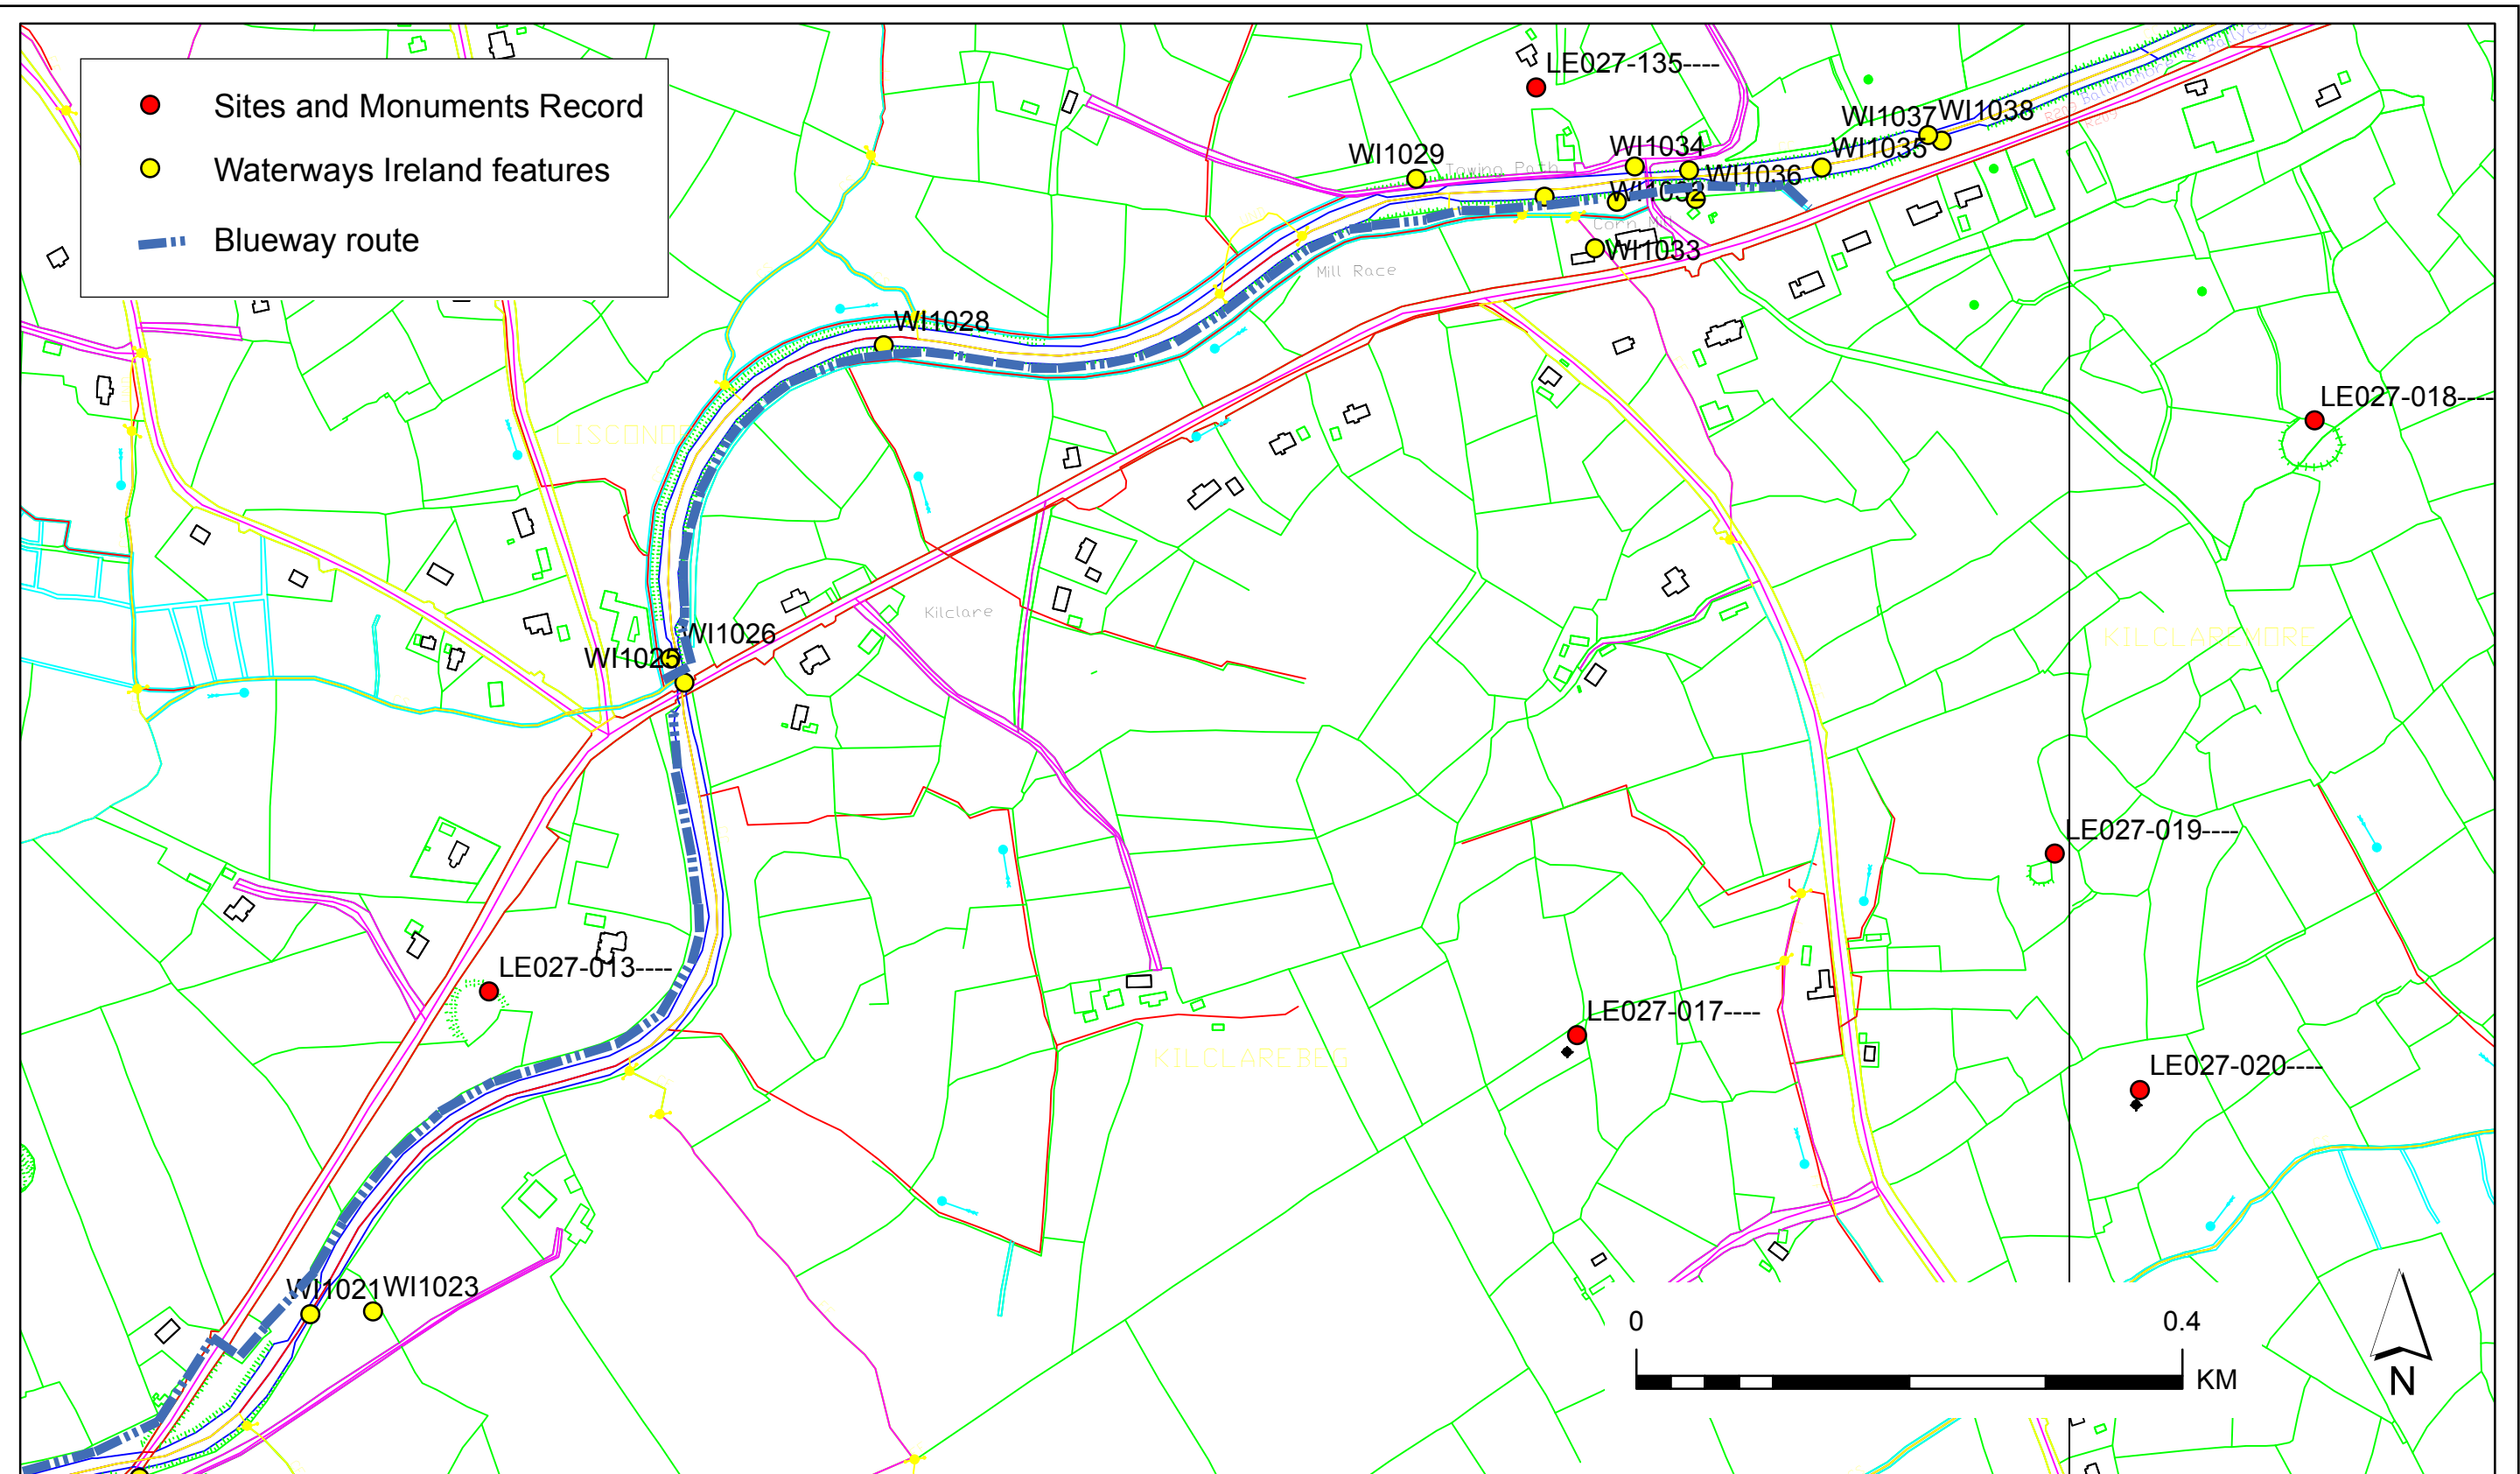 Sites and Monuments Record
Waterways Ireland features
Blueway route
LE027-135----
WI1037
WI1038
WI1029
Towing Path
WI1034
WI1035
WI1036
WI1032
WI1033
Mill Race
WI1028
LE027-018----
Kilclare
KILCLAREMORE
WI1026
WI1025
LE027-019----
LE027-013----
LE027-017----
KILCLAREBEG
LE027-020----
WI1021
WI1023
0
0.4
KM
N